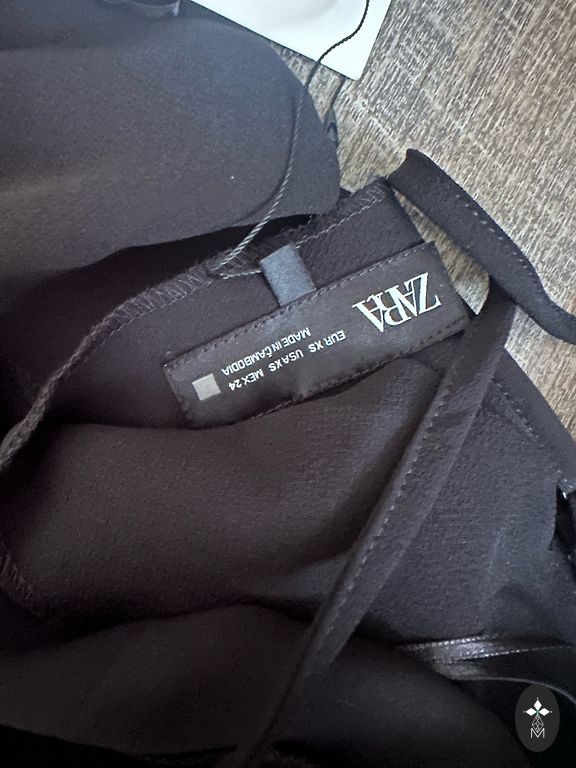 ZARA
EUR XS USA XS MEX 24
MADE IN CAMBODIA
M